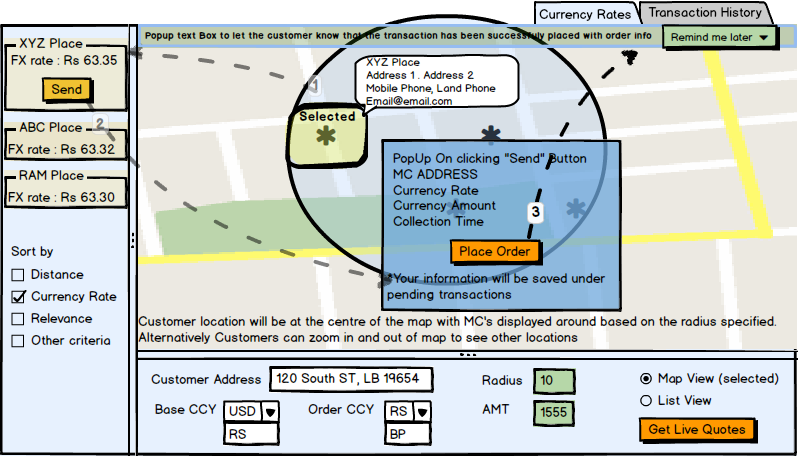 Currency Rates
Transaction History
Popup text Box to let the customer know that the transaction has been successfuly placed with order info
Remind me later
XYZ Place
FX rate : Rs 63.35
Send
ABC Place
FX rate : Rs 63.32
RAM Place
FX rate : Rs 63.30
Sort by
Distance
Currency Rate
Relevance
Other criteria
1
2
XYZ Place
Address 1 . Address 2
Mobile Phone, Land Phone
Email@email.com
Selected
PopUp On clicking "Send" Button
MC ADDRESS
Currency Rate
Currency Amount
Collection Time
3
Place Order
*Your information will be saved under
pending transactions
Customer location will be at the centre of the map with MC's displayed around based on the radius specified.
Alternatively Customers can zoom in and out of map to see other locations
Customer Address
120 South ST, LB 19654
Radius
10
Map View (selected)
List View
Base CCY
USD
RS
Order CCY
RS
BP
AMT
1555
Get Live Quotes